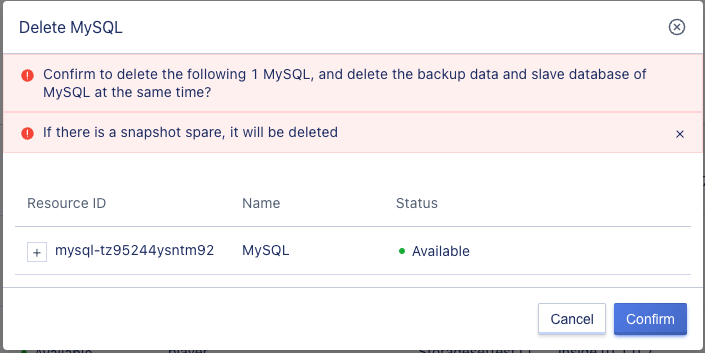 Delete MySQL
Confirm to delete the following 1 MySQL, and delete the backup data and slave database of
MySQL at the same time?
If there is a snapshot spare, it will be deleted
Resource ID Name Status
mysql-tz95244ysntm92 MySQL Available
Cancel Confirm